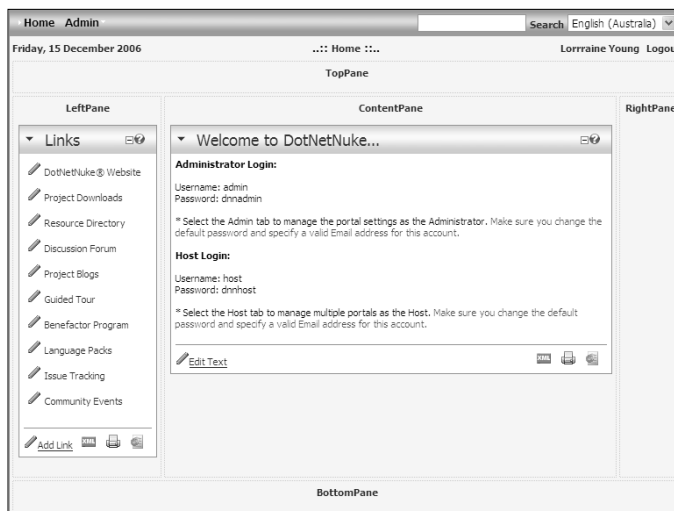 Home Admin Search English (Australia)
Friday, 15 December 2006 ..:: Home ::.. Lorrraine Young Logou
TopPane
LeftPane ContentPane RightPane
Links
DotNetNuke® Website
Project Downloads
Resource Directory
Discussion Forum
Project Blogs
Guided Tour
Benefactor Program
Language Packs
Issue Tracking
Community Events
Add Link XML
Welcome to DotNetNuke...
Administrator Login:
Username: admin
Password: dnnadmin
* Select the Admin tab to manage the portal settings as the Administrator. Make sure you change the
default password and specify a valid Email address for this account.
Host Login:
Username: host
Password: dnnhost
* Select the Host tab to manage multiple portals as the Host. Make sure you change the default
password and specify a valid Email address for this account.
Edit Text XML
BottomPane